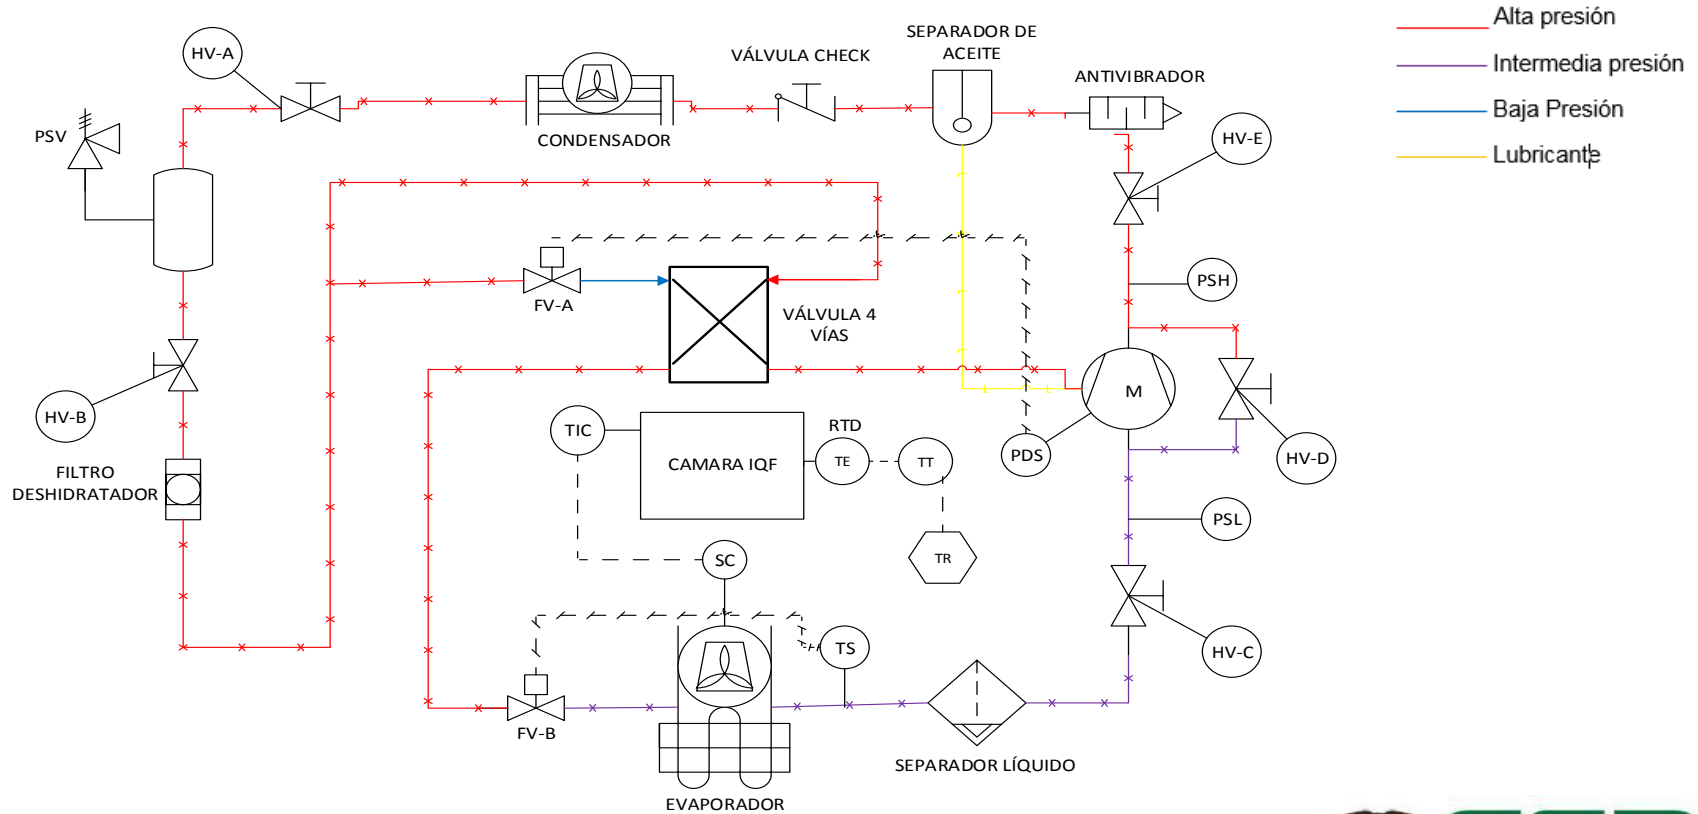 Alta presión
Intermedia presión
Baja Presión
Lubricante
HV-A
VÁLVULA CHECK
SEPARADOR DE
ACEITE
ANTIVIBRADOR
PSV
CONDENSADOR
HV-E
FV-A
VÁLVULA 4
VÍAS
PSH
HV-B
M
TIC
CAMARA IQF
RTD
TE
TT
PDS
HV-D
FILTRO
DESHIDRATADOR
PSL
SC
TR
TS
HV-C
FV-B
SEPARADOR LÍQUIDO
EVAPORADOR